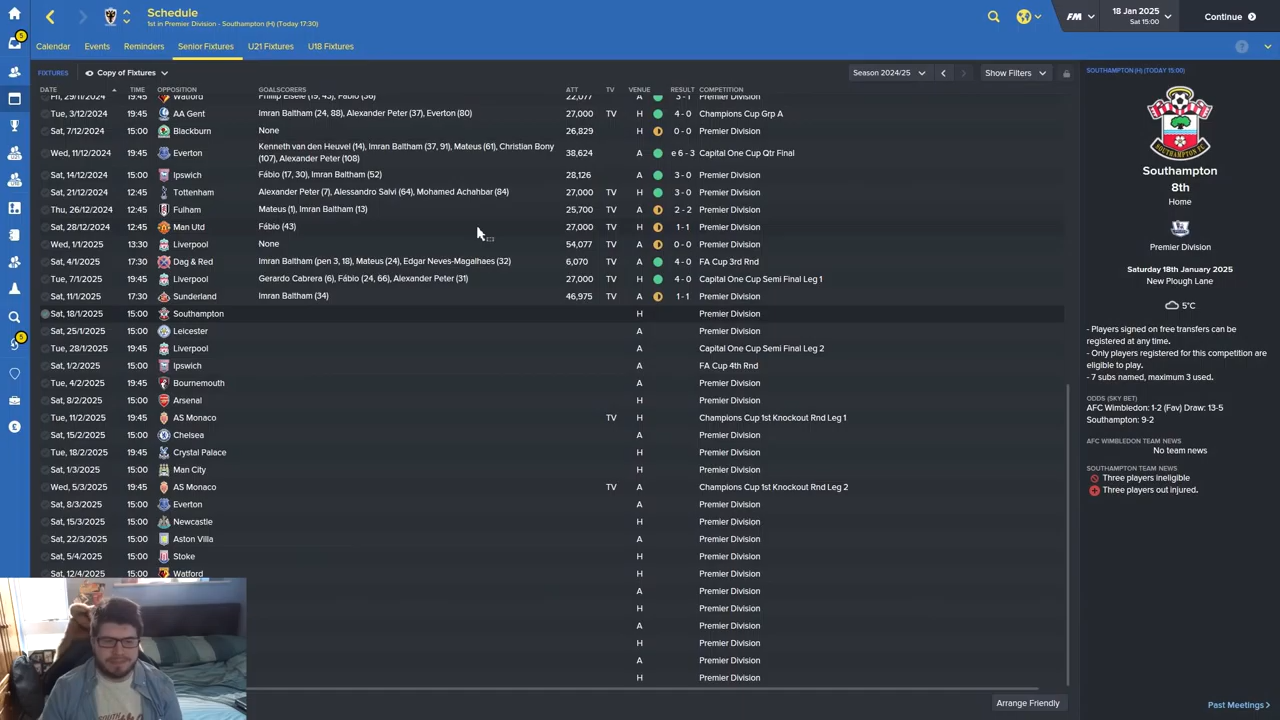 Schedule
1st in Premier Division - Southampton (H) (Today 17:30)
FM
18 Jan 2025
Sat 15:00
Continue
5
Calendar Events Reminders Senior Fixtures U21 Fixtures U18 Fixtures
FIXTURES Copy of Fixtures Season 2024/25 Show Filters
DATE TIME OPPOSITION GOALSCORERS ATT TV VENUE RESULT COMPETITION
Fri, 29/11/2024 19:45 Watford Phillip Eisele (19, 43), Fábio (56) 22,077 A 3-1 Premier Division
Tue, 3/12/2024 19:45 AA Gent Imran Baltham (24, 88), Alexander Peter (37), Everton (80) 27,000 TV H 4-0 Champions Cup Grp A
Sat, 7/12/2024 15:00 Blackburn None 26,829 H 0-0 Premier Division
Wed, 11/12/2024 19:45 Everton Kenneth van den Heuvel (14), Imran Baltham (37, 91), Mateus (61), Christian Bony
(107), Alexander Peter (108) 38,624 A e 6-3 Capital One Cup Qtr Final
Sat, 14/12/2024 15:00 Ipswich Fábio (17, 30), Imran Baltham (52) 28,126 A 3-0 Premier Division
Sat, 21/12/2024 12:45 Tottenham Alexander Peter (7), Alessandro Salvi (64), Mohamed Achahbar (84) 27,000 TV H 3-0 Premier Division
Thu, 26/12/2024 12:45 Fulham Mateus (1), Imran Baltham (13) 25,700 TV A 2-2 Premier Division
Sat, 28/12/2024 12:45 Man Utd Fábio (43) 27,000 TV H 1-1 Premier Division
Wed, 1/1/2025 13:30 Liverpool None 54,077 TV A 0-0 Premier Division
Sat, 4/1/2025 17:30 Dag & Red Imran Baltham (pen 3, 18), Mateus (24), Edgar Neves-Magalhaes (32) 6,070 TV A 4-0 FA Cup 3rd Rnd
Tue, 7/1/2025 19:45 Liverpool Gerardo Cabrera (6), Fábio (24, 66), Alexander Peter (31) 27,000 TV H 4-0 Capital One Cup Semi Final Leg 1
Sat, 11/1/2025 17:30 Sunderland Imran Baltham (34) 46,975 TV A 1-1 Premier Division
Sat, 18/1/2025 15:00 Southampton H Premier Division
Sat, 25/1/2025 15:00 Leicester A Premier Division
Tue, 28/1/2025 19:45 Liverpool A Capital One Cup Semi Final Leg 2
Sat, 1/2/2025 15:00 Ipswich A FA Cup 4th Rnd
Tue, 4/2/2025 19:45 Bournemouth A Premier Division
Sat, 8/2/2025 15:00 Arsenal A Premier Division
Tue, 11/2/2025 19:45 AS Monaco TV H Champions Cup 1st Knockout Rnd Leg 1
Sat, 15/2/2025 15:00 Chelsea A Premier Division
Tue, 18/2/2025 19:45 Crystal Palace H Premier Division
Sat, 1/3/2025 15:00 Man City H Premier Division
Wed, 5/3/2025 19:45 AS Monaco TV A Champions Cup 1st Knockout Rnd Leg 2
Sat, 8/3/2025 15:00 Everton A Premier Division
Sat, 15/3/2025 15:00 Newcastle H Premier Division
Sat, 22/3/2025 15:00 Aston Villa A Premier Division
Sat, 5/4/2025 15:00 Stoke H Premier Division
Sat, 12/4/2025 15:00 Watford H Premier Division
A Premier Division
H Premier Division
A Premier Division
H Premier Division
A Premier Division
H Premier Division
Arrange Friendly
5
SOUTHAMPTON (H) (TODAY 15:00)
Southampton
8th
Home
Premier Division
Saturday 18th January 2025
New Plough Lane
5°C
- Players signed on free transfers can be
registered at any time.
- Only players registered for this competition are
eligible to play.
- 7 subs named, maximum 3 used.
ODDS (SKY BET)
AFC Wimbledon: 1-2 (Fav) Draw: 13-5
Southampton: 9-2
AFC WIMBLEDON TEAM NEWS
No team news
SOUTHAMPTON TEAM NEWS
Three players ineligible
Three players out injured.
Past Meetings